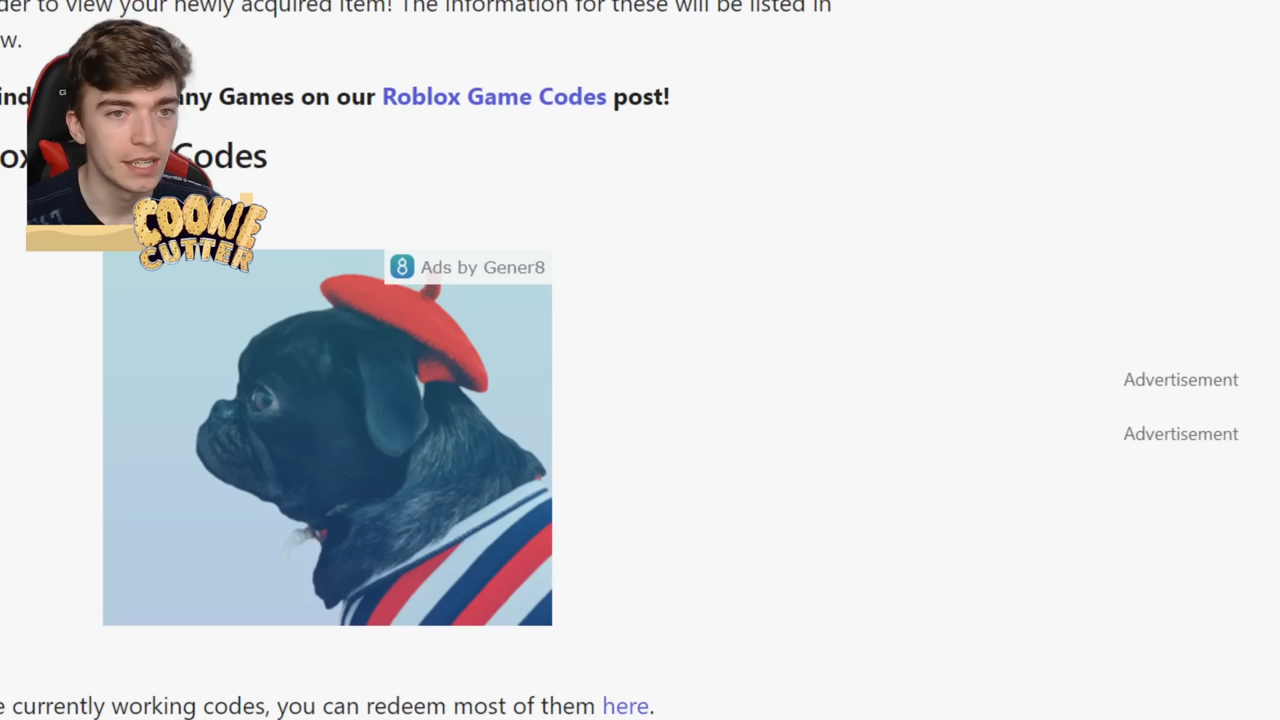 der to view your newly acquired item! The information for these will be listed in
w.
ind ny Games on our Roblox Game Codes post!
ox Codes
COOKIE
CUTTER
8 Ads by Gener8
Advertisement
Advertisement
e currently working codes, you can redeem most of them here.